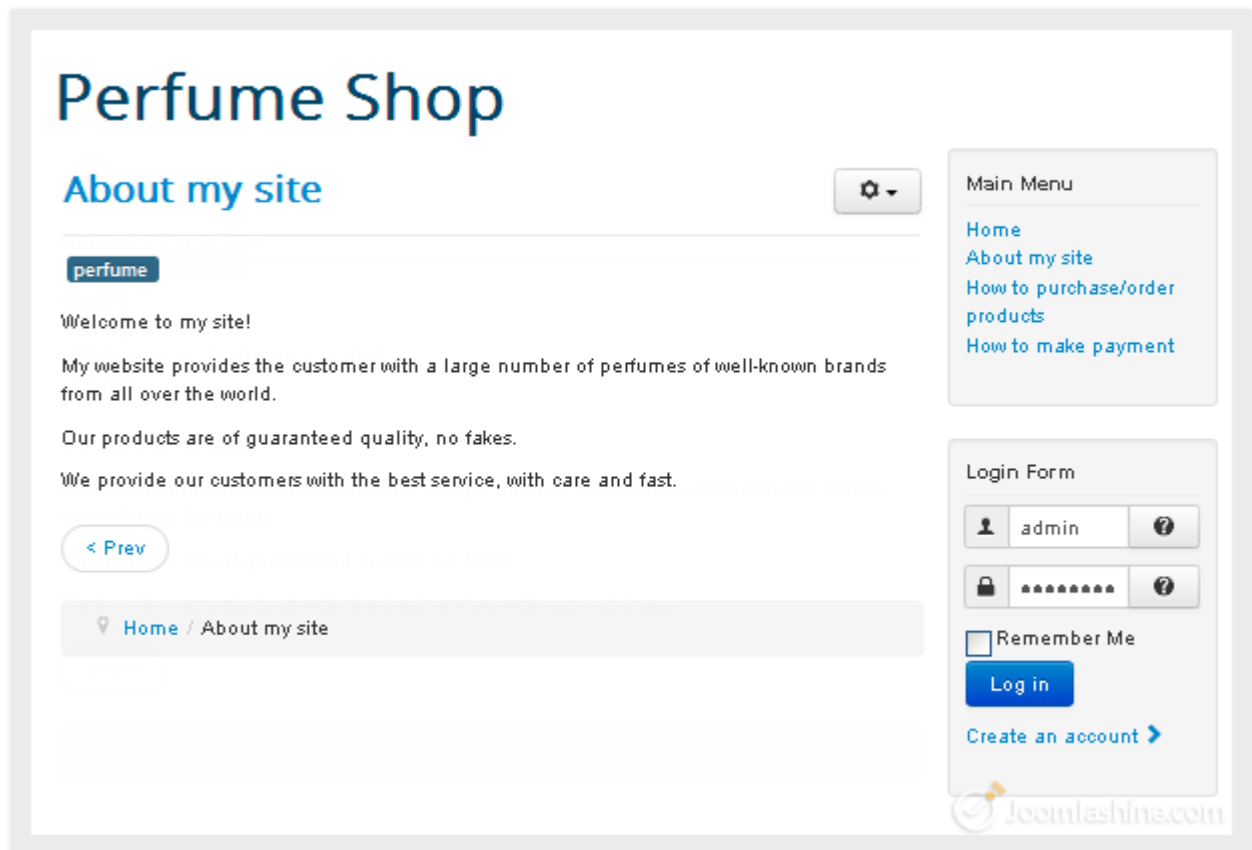 Perfume Shop
About my site
perfume
Welcome to my site!
My website provides the customer with a large number of perfumes of well-known brands
from all over the world.
Our products are of guaranteed quality, no fakes.
We provide our customers with the best service, with care and fast.
< Prev
Home / About my site
Main Menu
Home
About my site
How to purchase/order
products
How to make payment
Login Form
admin
Remember Me
Log in
Create an account
Joomlashine.com